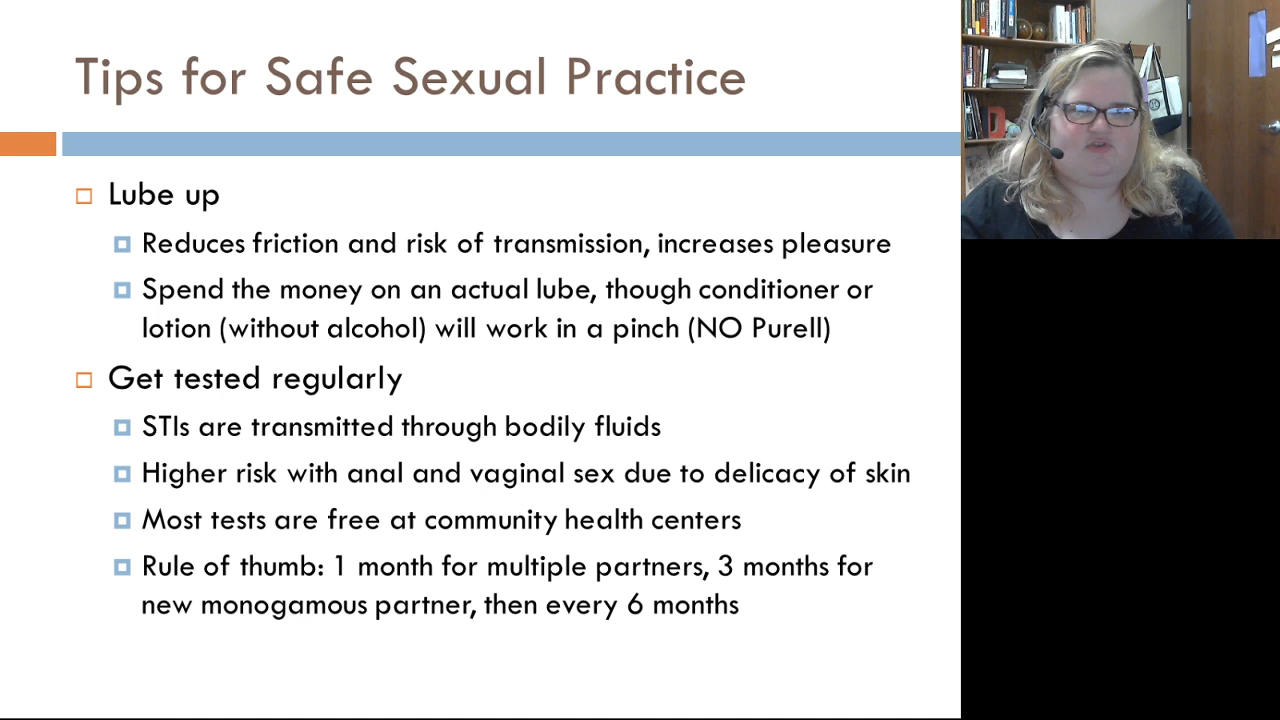 Tips for Safe Sexual Practice
Lube up
Reduces friction and risk of transmission, increases pleasure
Spend the money on an actual lube, though conditioner or
lotion (without alcohol) will work in a pinch (NO Purell)
Get tested regularly
STIs are transmitted through bodily fluids
Higher risk with anal and vaginal sex due to delicacy of skin
Most tests are free at community health centers
Rule of thumb: 1 month for multiple partners, 3 months for
new monogamous partner, then every 6 months